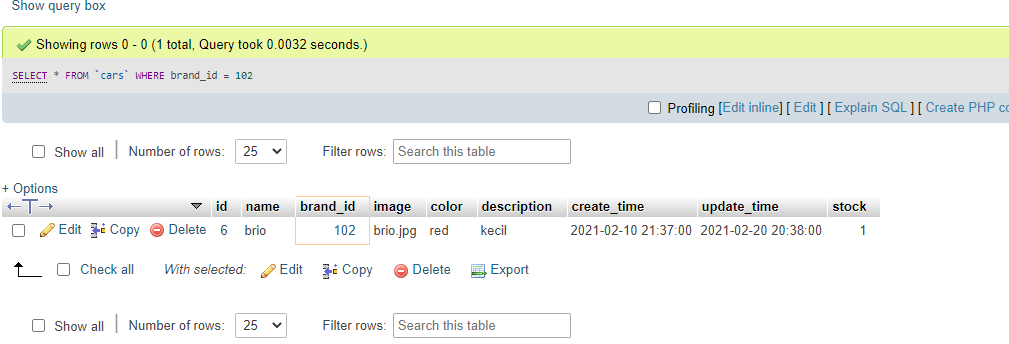 Show query box
Showing rows 0 - 0 (1 total, Query took 0.0032 seconds.)
SELECT * FROM `cars` WHERE brand_id = 102
Profiling [Edit inline] [ Edit ] [ Explain SQL ] [ Create PHP co
Show all Number of rows: 25 Filter rows: Search this table
+ Options
←T→ id name brand_id image color description create_time update_time stock
Edit Copy Delete 6 brio 102 brio.jpg red kecil 2021-02-10 21:37:00 2021-02-20 20:38:00 1
Check all With selected: Edit Copy Delete Export
Show all Number of rows: 25 Filter rows: Search this table